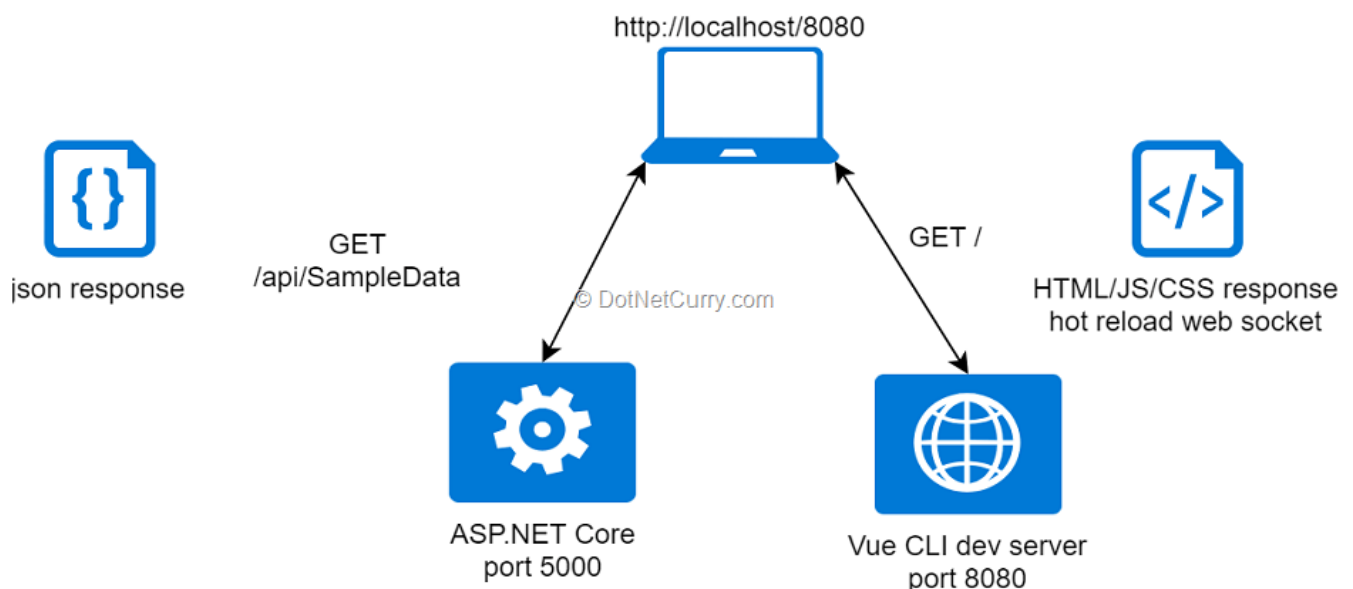 http://localhost/8080
{}
</>
GET
/api/SampleData
GET /
json response
HTML/JS/CSS response
hot reload web socket
© DotNetCurry.com
ASP.NET Core
port 5000
Vue CLI dev server
port 8080